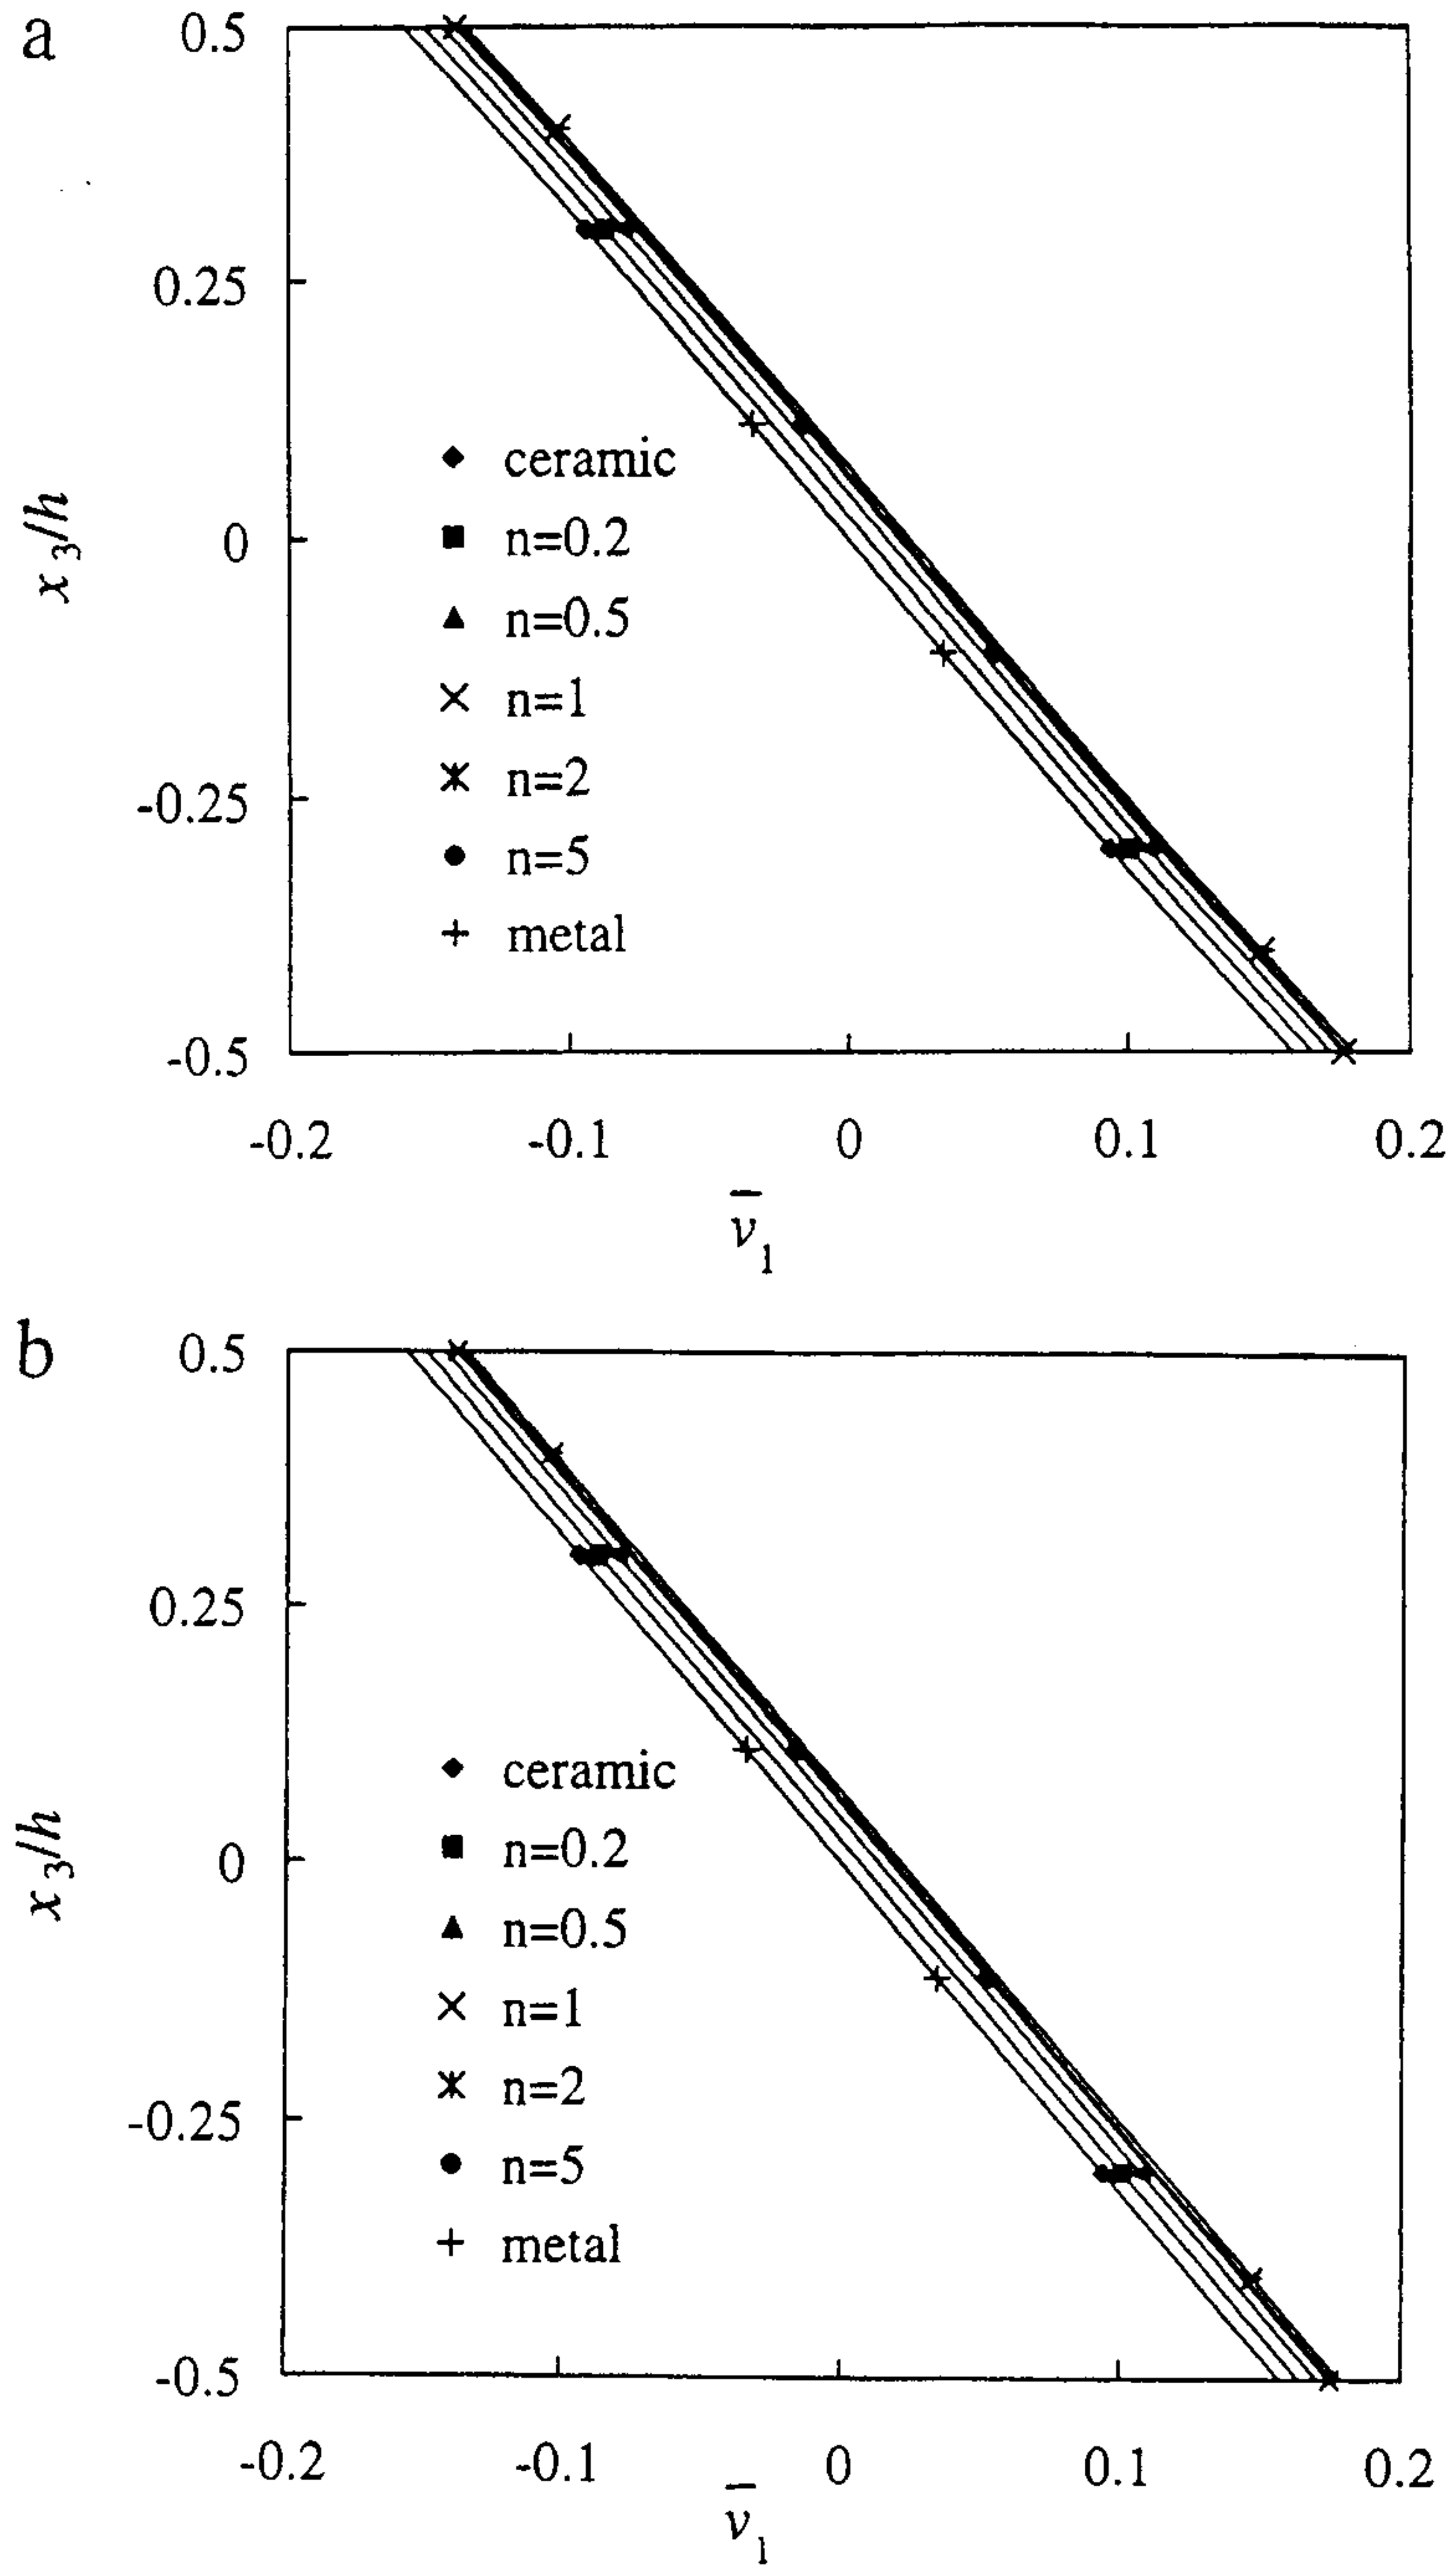 a
0.5
0.25
0
-0.25
-0.5
x3/h
◆ ceramic
■ n=0.2
▲ n=0.5
× n=1
✱ n=2
● n=5
+ metal
-0.2 -0.1 0 0.1 0.2
v̅1
b
0.5
0.25
0
-0.25
-0.5
x3/h
◆ ceramic
■ n=0.2
▲ n=0.5
× n=1
✱ n=2
● n=5
+ metal
-0.2 -0.1 0 0.1 0.2
v̅1